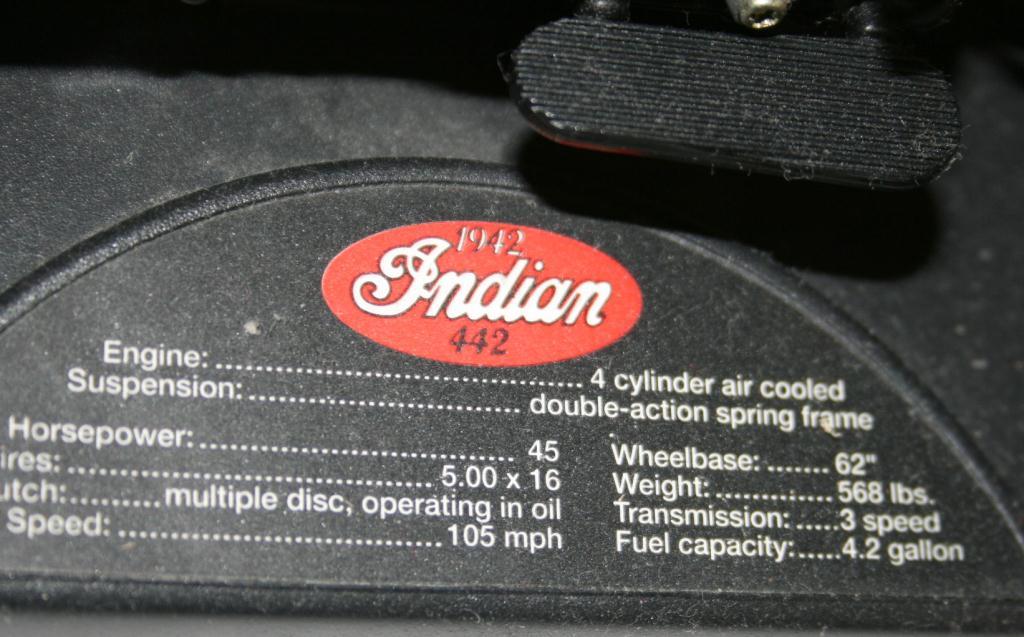 1942
Indian
442
Engine: ............................................. 4 cylinder air cooled
Suspension: ................................. double-action spring frame
Horsepower: ...................................... 45
ires: ............................................. 5.00 x 16
utch: ........... multiple disc, operating in oil
Speed: ....................................... 105 mph
Wheelbase: ........ 62"
Weight: .............. 568 lbs.
Transmission: ..... 3 speed
Fuel capacity: ..... 4.2 gallon